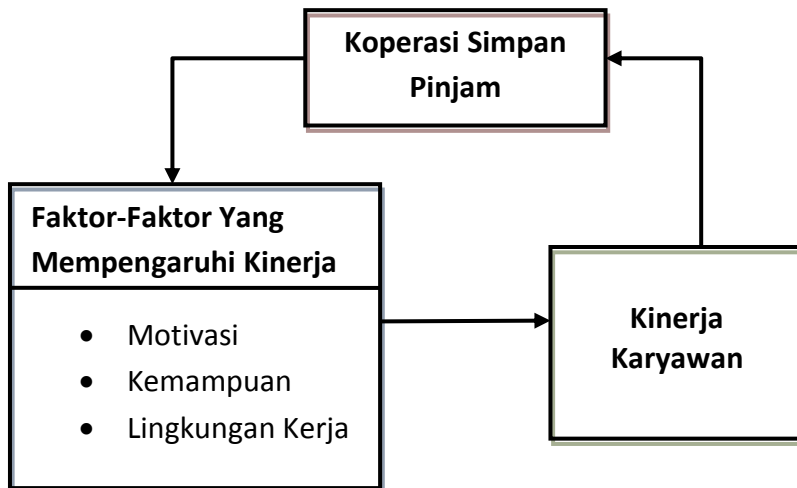 Koperasi Simpan
Pinjam
Faktor-Faktor Yang
Mempengaruhi Kinerja
• Motivasi
• Kemampuan
• Lingkungan Kerja
Kinerja
Karyawan